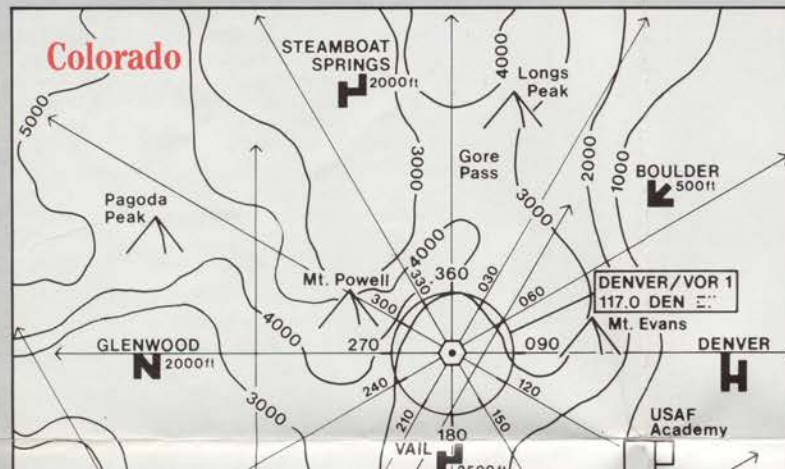 Colorado
STEAMBOAT
SPRINGS
2000ft
4000
Longs
Peak
5000
3000
Gore
Pass
2000
1000
BOULDER
500ft
Pagoda
Peak
3000
4000
Mt. Powell
330
360
030
300
060
DENVER/VOR 1
117.0 DEN
Mt. Evans
4000
GLENWOOD
2000ft
270
090
DENVER
240
120
3000
210
150
USAF
Academy
180
VAIL